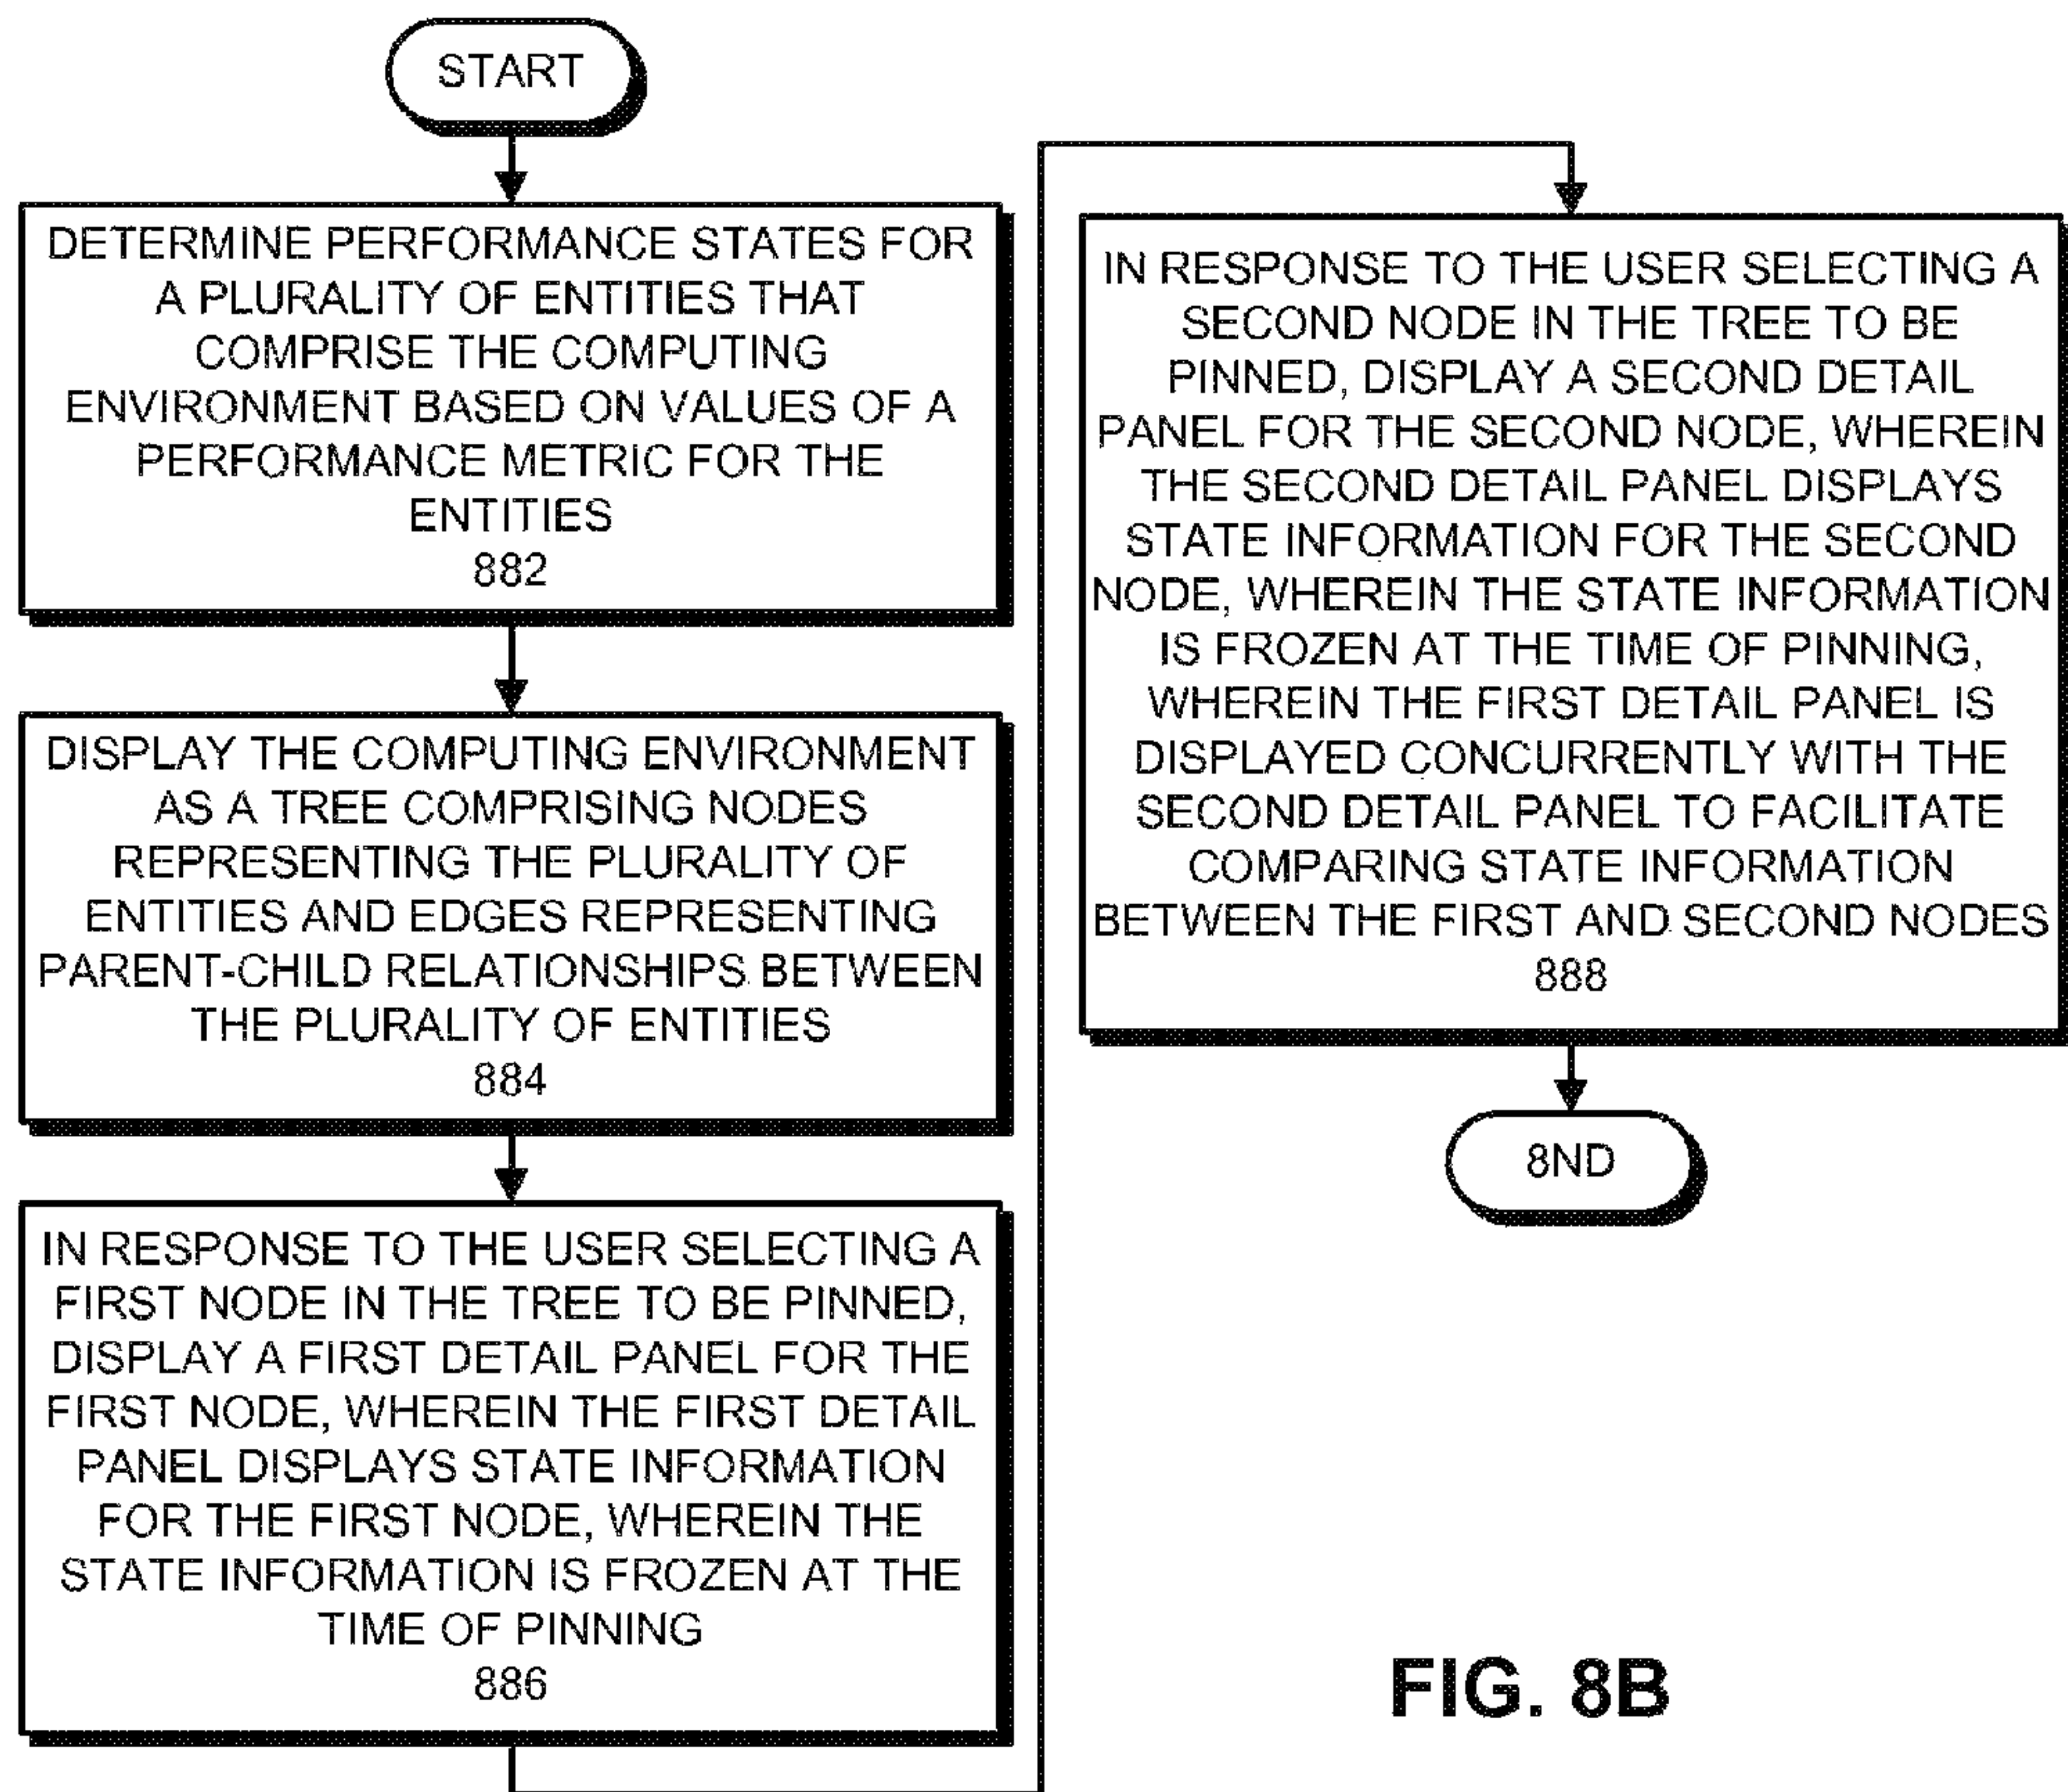 START
DETERMINE PERFORMANCE STATES FOR
A PLURALITY OF ENTITIES THAT
COMPRISE THE COMPUTING
ENVIRONMENT BASED ON VALUES OF A
PERFORMANCE METRIC FOR THE
ENTITIES
882
DISPLAY THE COMPUTING ENVIRONMENT
AS A TREE COMPRISING NODES
REPRESENTING THE PLURALITY OF
ENTITIES AND EDGES REPRESENTING
PARENT-CHILD RELATIONSHIPS BETWEEN
THE PLURALITY OF ENTITIES
884
IN RESPONSE TO THE USER SELECTING A
FIRST NODE IN THE TREE TO BE PINNED,
DISPLAY A FIRST DETAIL PANEL FOR THE
FIRST NODE, WHEREIN THE FIRST DETAIL
PANEL DISPLAYS STATE INFORMATION
FOR THE FIRST NODE, WHEREIN THE
STATE INFORMATION IS FROZEN AT THE
TIME OF PINNING
886
IN RESPONSE TO THE USER SELECTING A
SECOND NODE IN THE TREE TO BE
PINNED, DISPLAY A SECOND DETAIL
PANEL FOR THE SECOND NODE, WHEREIN
THE SECOND DETAIL PANEL DISPLAYS
STATE INFORMATION FOR THE SECOND
NODE, WHEREIN THE STATE INFORMATION
IS FROZEN AT THE TIME OF PINNING,
WHEREIN THE FIRST DETAIL PANEL IS
DISPLAYED CONCURRENTLY WITH THE
SECOND DETAIL PANEL TO FACILITATE
COMPARING STATE INFORMATION
BETWEEN THE FIRST AND SECOND NODES
888
8ND
FIG. 8B